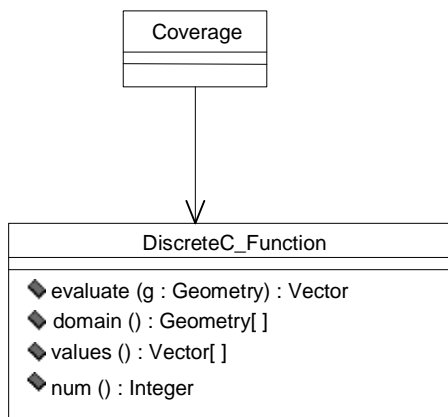 Coverage
DiscreteC_Function
evaluate (g : Geometry) : Vector
domain () : Geometry[ ]
values () : Vector[ ]
num () : Integer